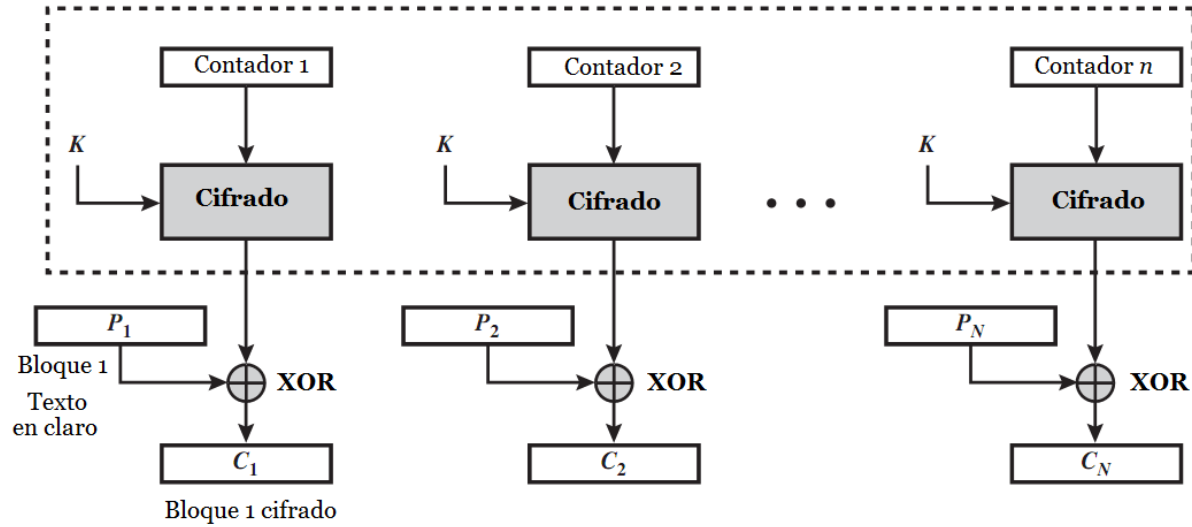 Contador 1
Contador 2
Contador n
K
K
K
Cifrado
Cifrado
• • •
Cifrado
P1
P2
PN
Bloque 1
XOR
XOR
XOR
Texto
en claro
C1
C2
CN
Bloque 1 cifrado